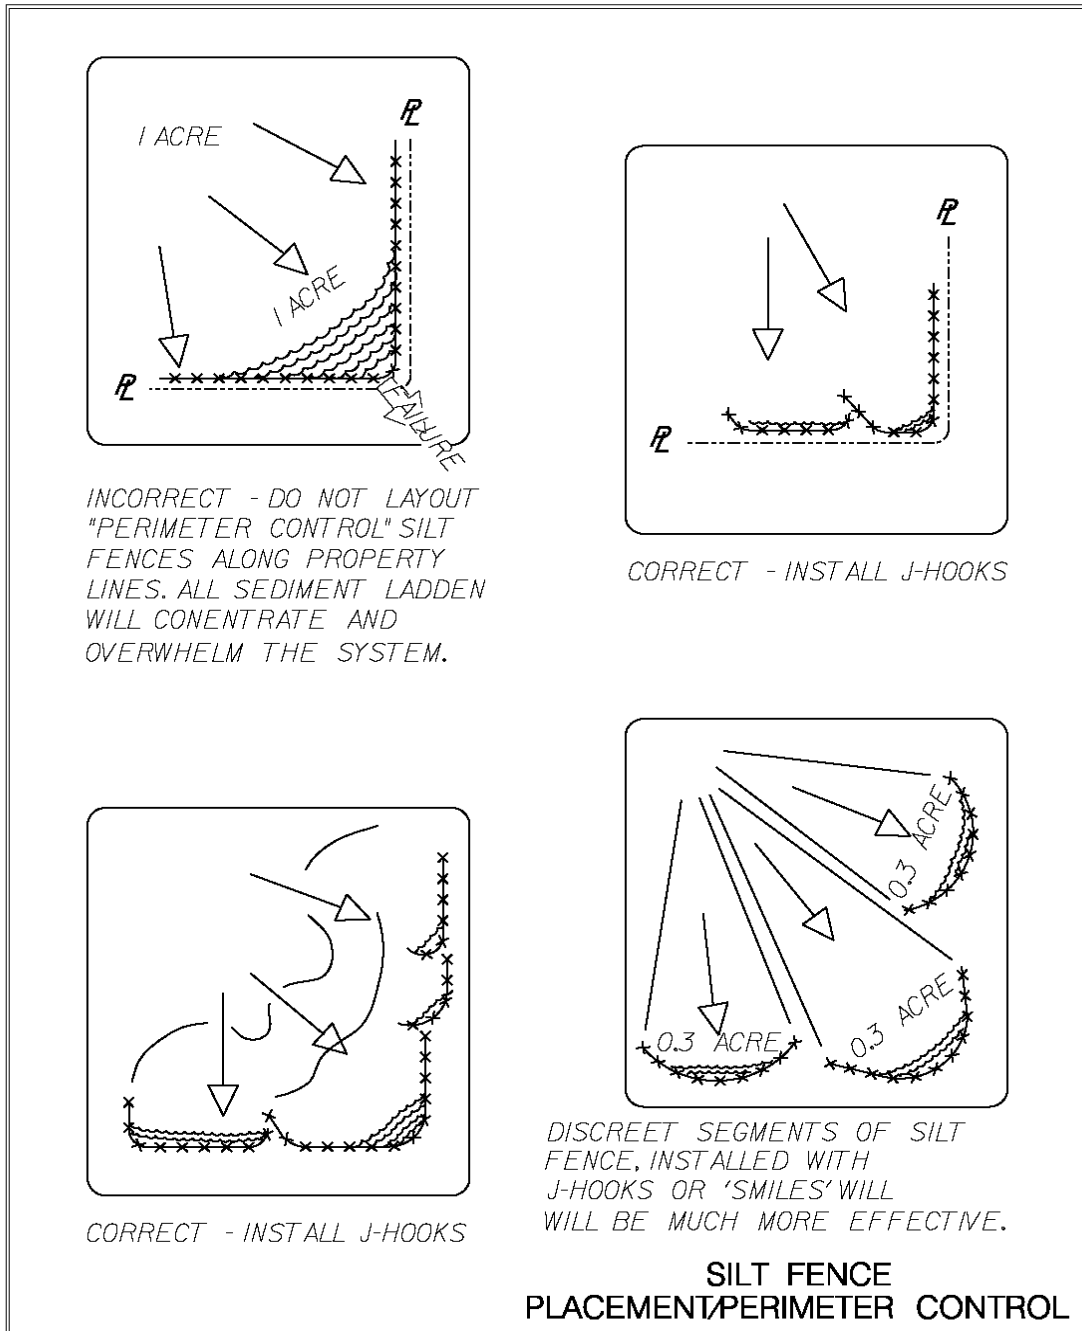 PL
1 ACRE
1 ACRE
PL
FAILURE
INCORRECT - DO NOT LAYOUT
"PERIMETER CONTROL" SILT
FENCES ALONG PROPERTY
LINES. ALL SEDIMENT LADDEN
WILL CONENTRATE AND
OVERWHELM THE SYSTEM.
PL
PL
CORRECT - INSTALL J-HOOKS
CORRECT - INSTALL J-HOOKS
0.3 ACRE
0.3 ACRE
0.3 ACRE
DISCREET SEGMENTS OF SILT
FENCE, INSTALLED WITH
J-HOOKS OR 'SMILES' WILL
WILL BE MUCH MORE EFFECTIVE.
SILT FENCE
PLACEMENT/PERIMETER CONTROL